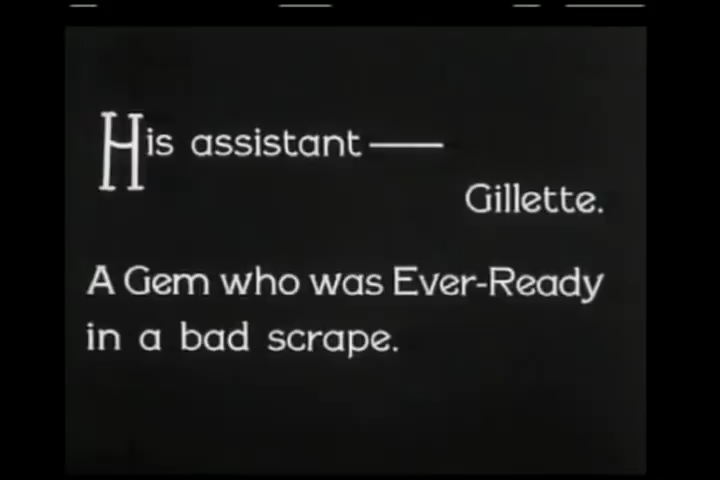 His assistant—
Gillette.
A Gem who was Ever-Ready
in a bad scrape.